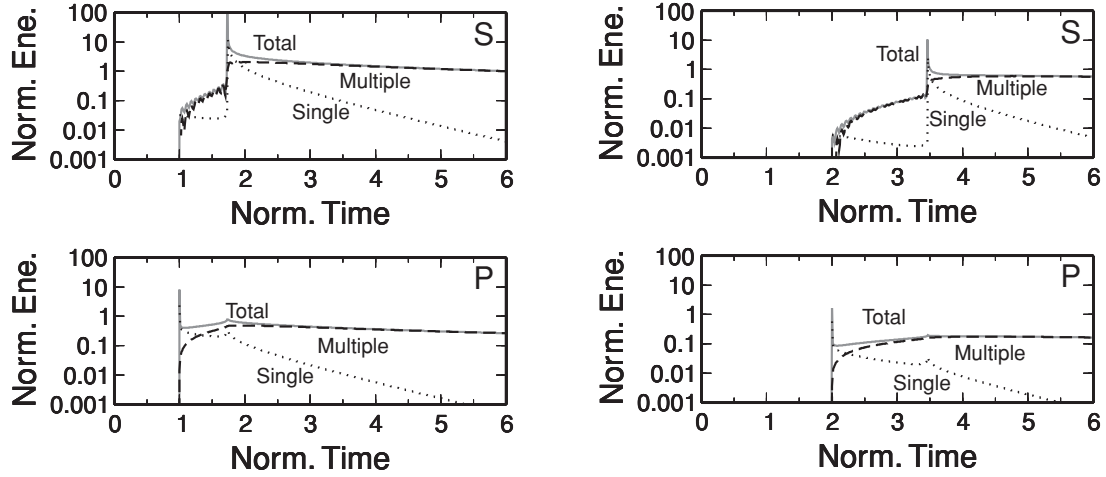 Norm. Ene.
100
10
1
0.1
0.01
0.001
S
Total
Multiple
Single
0 1 2 3 4 5 6
Norm. Time
Norm. Ene.
100
10
1
0.1
0.01
0.001
S
Total
Multiple
Single
0 1 2 3 4 5 6
Norm. Time
Norm. Ene.
100
10
1
0.1
0.01
0.001
P
Total
Multiple
Single
0 1 2 3 4 5 6
Norm. Time
Norm. Ene.
100
10
1
0.1
0.01
0.001
P
Total
Multiple
Single
0 1 2 3 4 5 6
Norm. Time